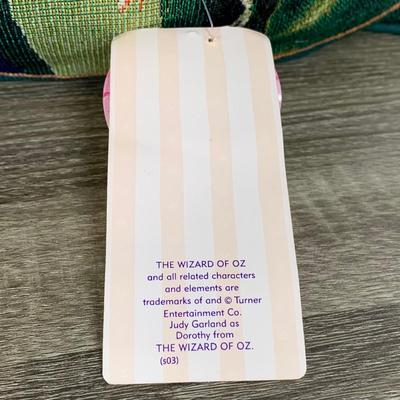 THE WIZARD OF OZ
and all related characters
and elements are
trademarks of and © Turner
Entertainment Co.
Judy Garland as
Dorothy from
THE WIZARD OF OZ.
(s03)